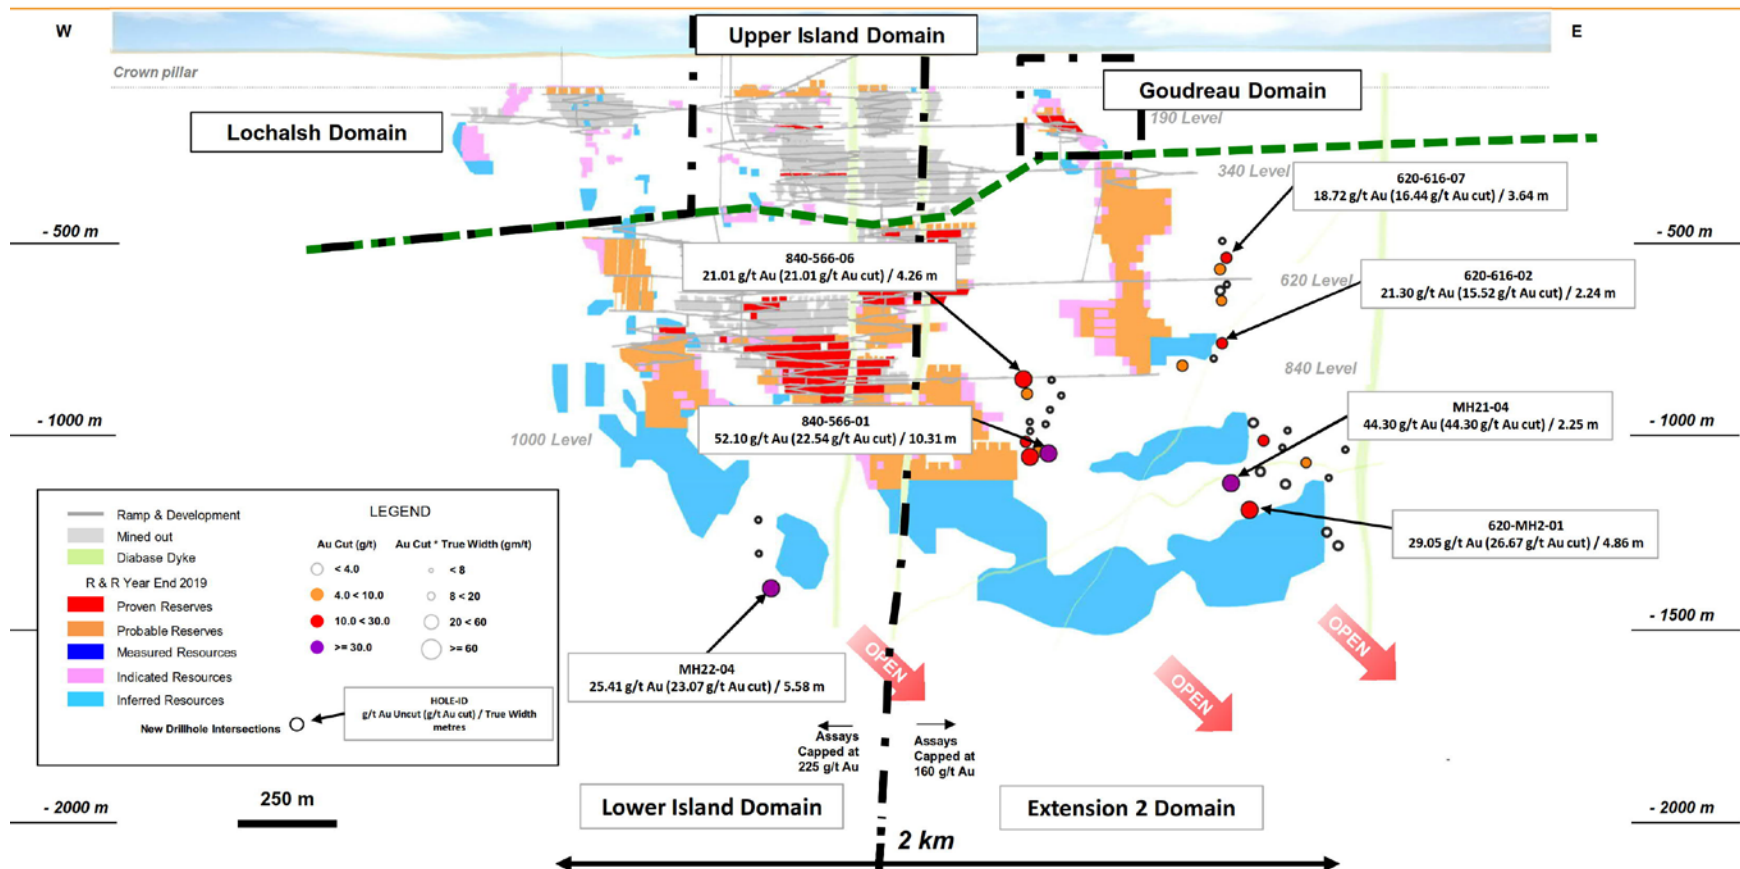 W
Upper Island Domain
E
Crown pillar
Goudreau Domain
Lochalsh Domain
190 Level
340 Level
620-616-07
18.72 g/t Au (16.44 g/t Au cut) / 3.64 m
- 500 m
- 500 m
840-566-06
21.01 g/t Au (21.01 g/t Au cut) / 4.26 m
620 Level
620-616-02
21.30 g/t Au (15.52 g/t Au cut) / 2.24 m
840 Level
840-566-01
52.10 g/t Au (22.54 g/t Au cut) / 10.31 m
MH21-04
44.30 g/t Au (44.30 g/t Au cut) / 2.25 m
- 1000 m
- 1000 m
1000 Level
620-MH2-01
29.05 g/t Au (26.67 g/t Au cut) / 4.86 m
LEGEND
Ramp & Development
Mined out
Diabase Dyke
R & R Year End 2019
Proven Reserves
Probable Reserves
Measured Resources
Indicated Resources
Inferred Resources
Au Cut (g/t)
< 4.0
4.0 < 10.0
10.0 < 30.0
>= 30.0
Au Cut * True Width (gm/t)
< 8
8 < 20
20 < 60
>= 60
New Drillhole Intersections
HOLE-ID
g/t Au Uncut (g/t Au cut) / True Width
metres
MH22-04
25.41 g/t Au (23.07 g/t Au cut) / 5.58 m
OPEN
OPEN
OPEN
- 1500 m
Assays
Capped at
225 g/t Au
Assays
Capped at
160 g/t Au
250 m
Lower Island Domain
Extension 2 Domain
- 2000 m
- 2000 m
2 km